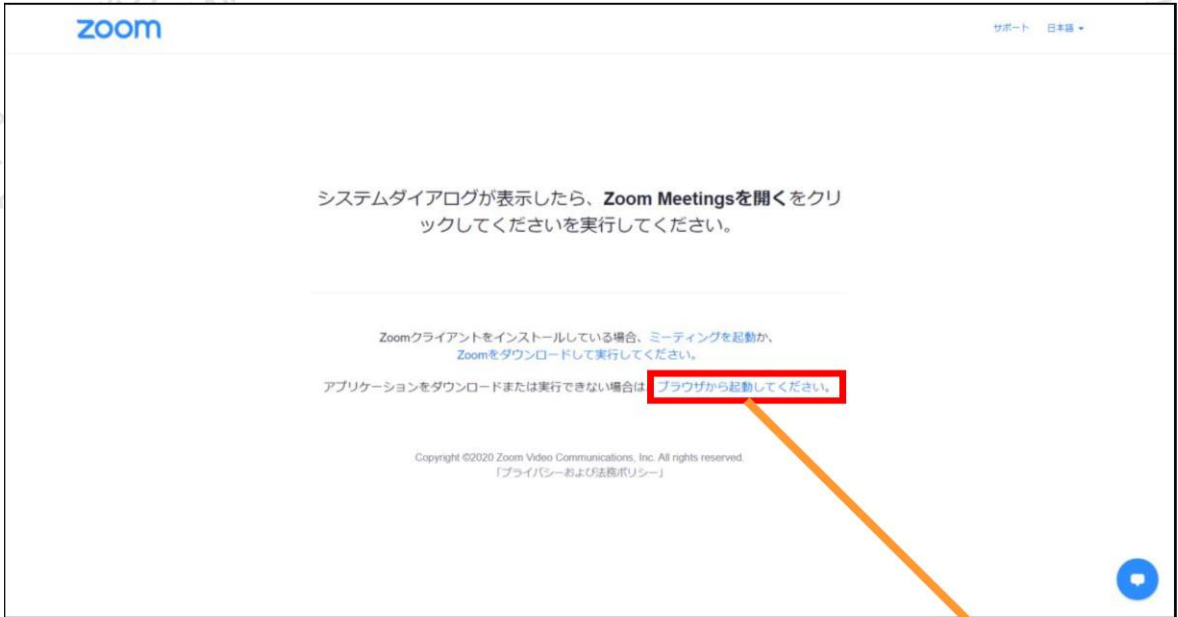 zoom
サポート 日本語
システムダイアログが表示したら、Zoom Meetingsを開くをクリ
ックしてくださいを実行してください。
Zoomクライアントをインストールしている場合、ミーティングを起動か、
Zoomをダウンロードして実行してください。
アプリケーションをダウンロードまたは実行できない場合は ブラウザから起動してください。
Copyright ©2020 Zoom Video Communications, Inc. All rights reserved.
「プライバシーおよび法務ポリシー」